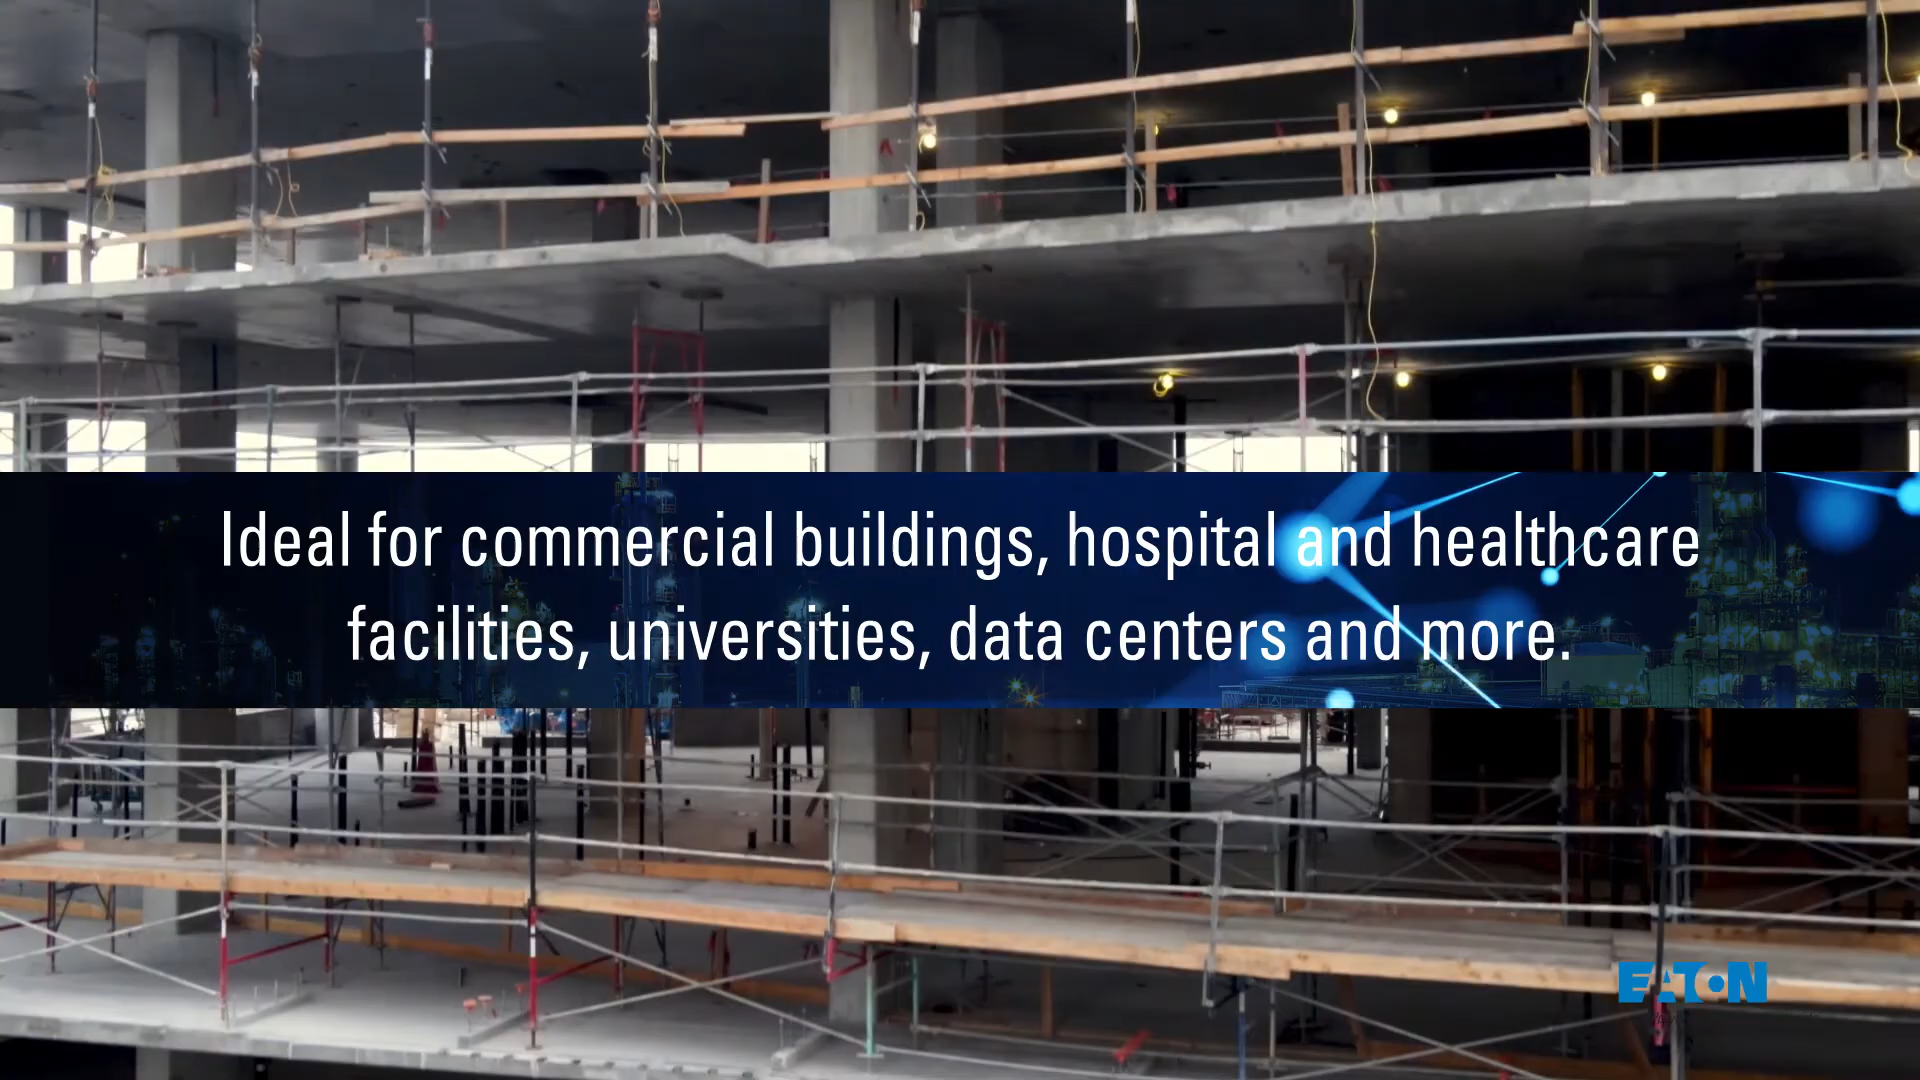 Ideal for commercial buildings, hospital and healthcare
facilities, universities, data centers and more.
EATON